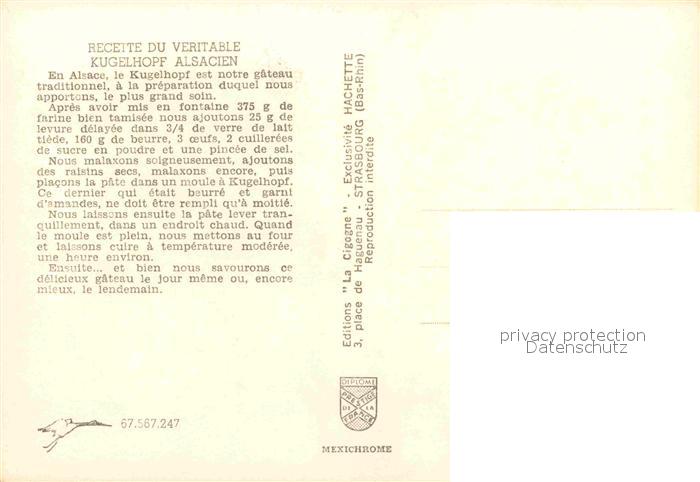 RECETTE DU VERITABLE
KUGELHOPF ALSACIEN
En Alsace, le Kugelhopf est notre gâteau
traditionnel, à la préparation duquel nous
apportons, le plus grand soin.
Après avoir mis en fontaine 375 g de
farine bien tamisée nous ajoutons 25 g de
levure délayée dans 3/4 de verre de lait
tiède, 160 g de beurre, 3 œufs, 2 cuillerées
de sucre en poudre et une pincée de sel.
Nous malaxons soigneusement, ajoutons
des raisins secs, malaxons encore, puis
plaçons la pâte dans un moule à Kugelhopf.
Ce dernier qui était beurré et garni
d'amandes, ne doit être rempli qu'à moitié.
Nous laissons ensuite la pâte lever tran-
quillement, dans un endroit chaud. Quand
le moule est plein, nous mettons au four
et laissons cuire à température modérée,
une heure environ.
Ensuite... et bien nous savourons ce
délicieux gâteau le jour même ou, encore
mieux, le lendemain.
67.567.247
Editions "La Cigogne" - Exclusivité HACHETTE
3, place de Haguenau - STRASBOURG (Bas-Rhin)
Reproduction interdite
DIPLOME
PRESTIGE
DE LA
FRANCE
MEXICHROME
privacy protection
Datenschutz